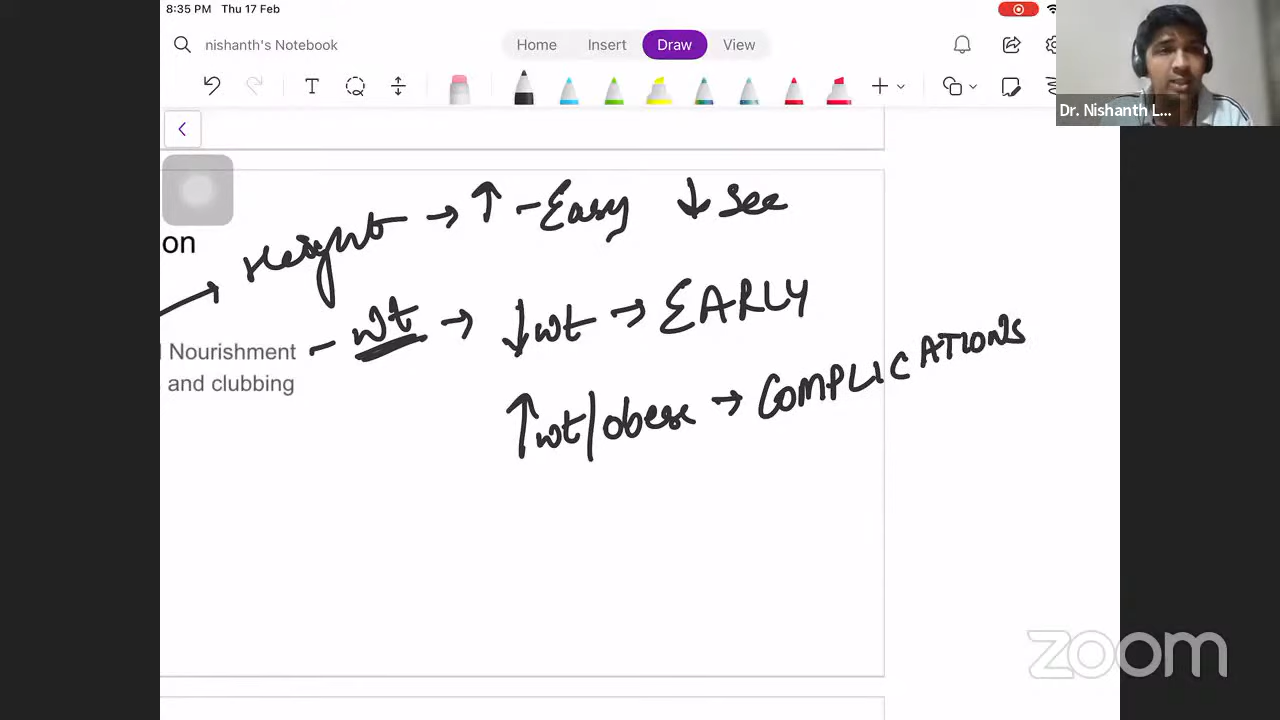 8:35 PM Thu 17 Feb
nishanth's Notebook
Home Insert Draw View
Dr. Nishanth L...
on
Height → ↑ - Easy ↓ See
- wt → ↓ wt → EARLY
Nourishment
and clubbing
↑ wt/obese → COMPLICATIONS
zoom